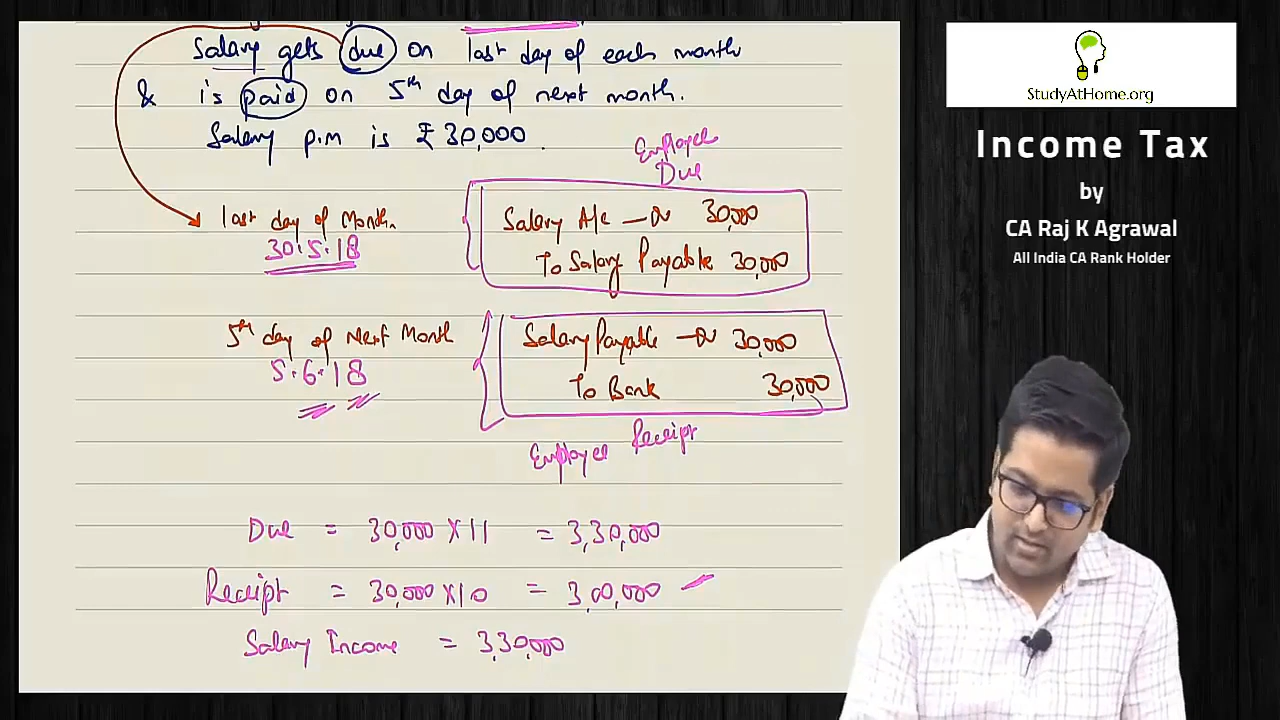 Salary gets due on last day of each month
& is paid on 5th day of next month.
Salary p.m is ₹30,000.
Employee
Due
last day of Month.
30.5.18
Salary A/c —Dr 30,000
To Salary Payable 30,000
5th day of Next Month
5.6.18
Salary Payable —Dr 30,000
To Bank 30,000
Employee Receipt
Due = 30,000 X 11 = 3,30,000
Receipt = 30,000 X 10 = 3,00,000
Salary Income = 3,30,000
StudyAtHome.org
Income Tax
by
CA Raj K Agrawal
All India CA Rank Holder